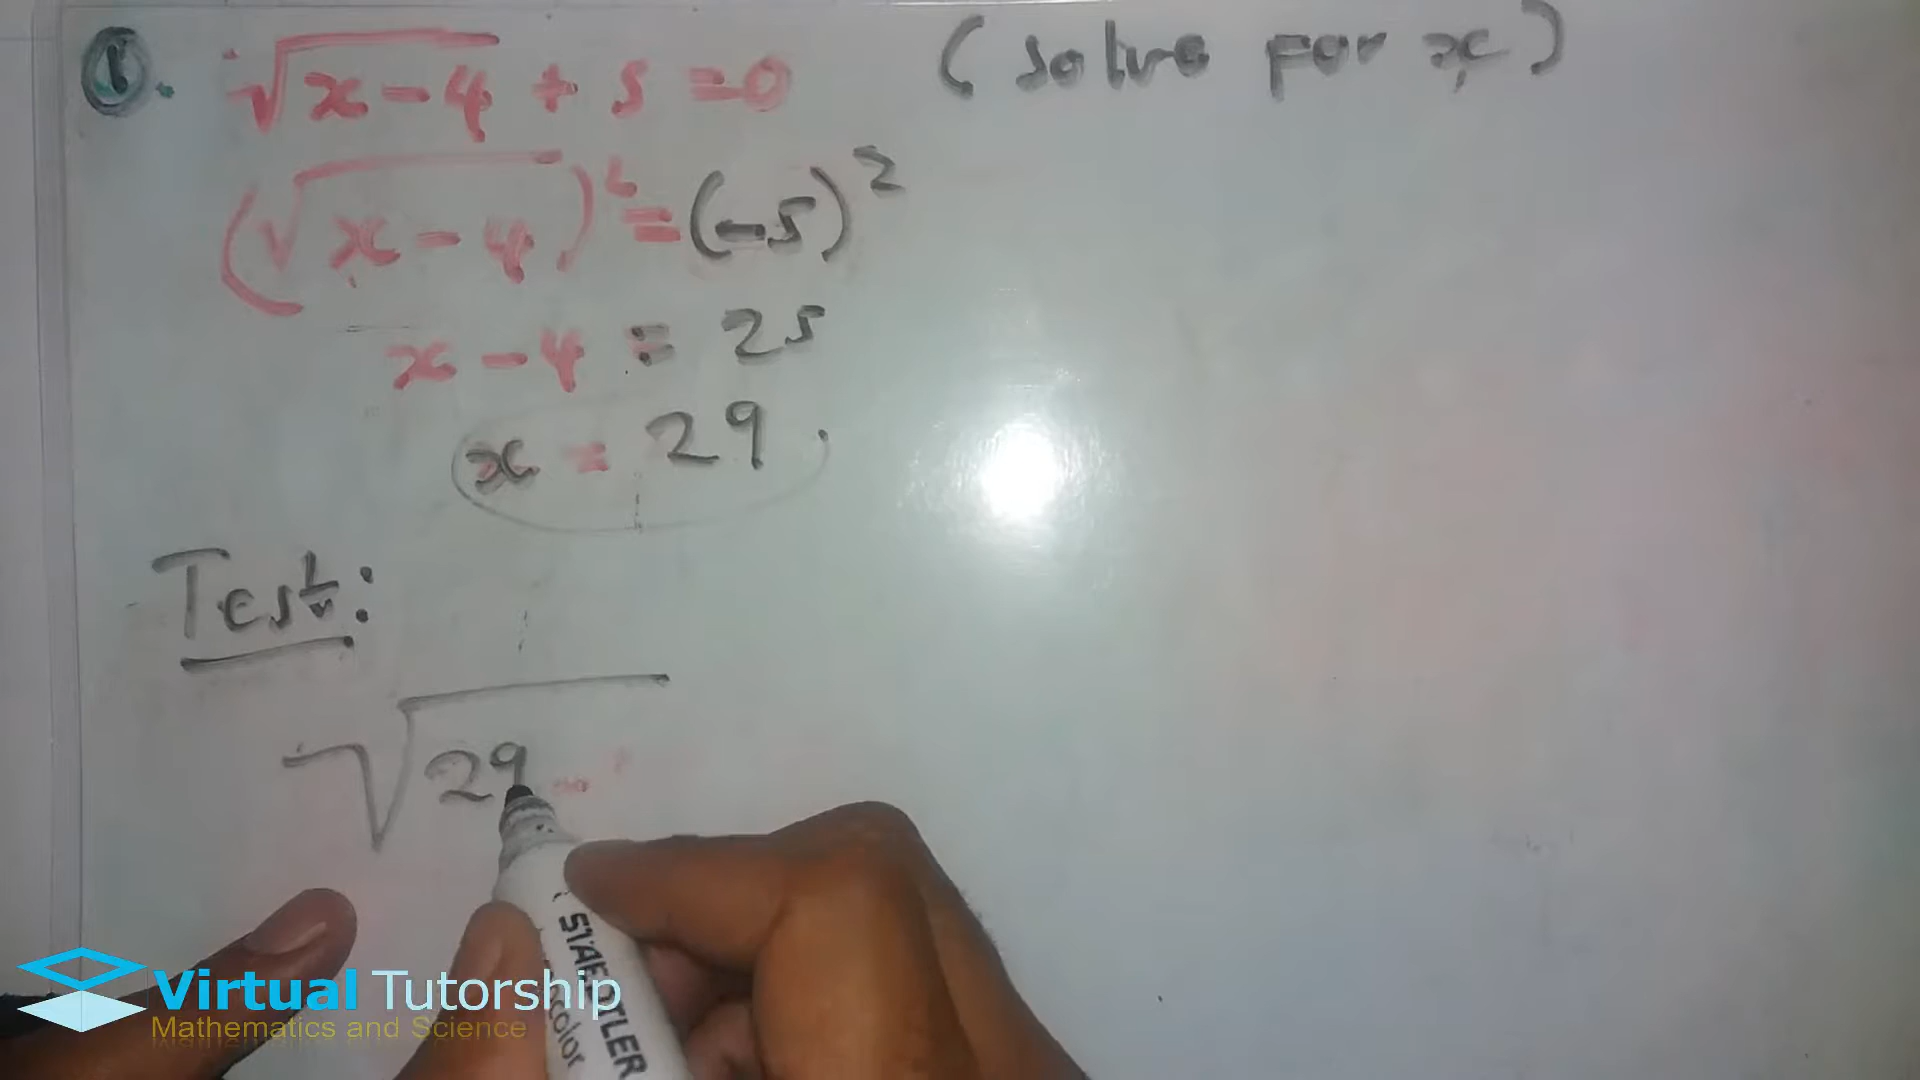 ①. √x-4 + 5 = 0 (solve for x)
(√x-4)² = (-5)²
x - 4 = 25
x = 29.
Test:
√29
STAEDTLER
color
Virtual Tutorship
Mathematics and Science